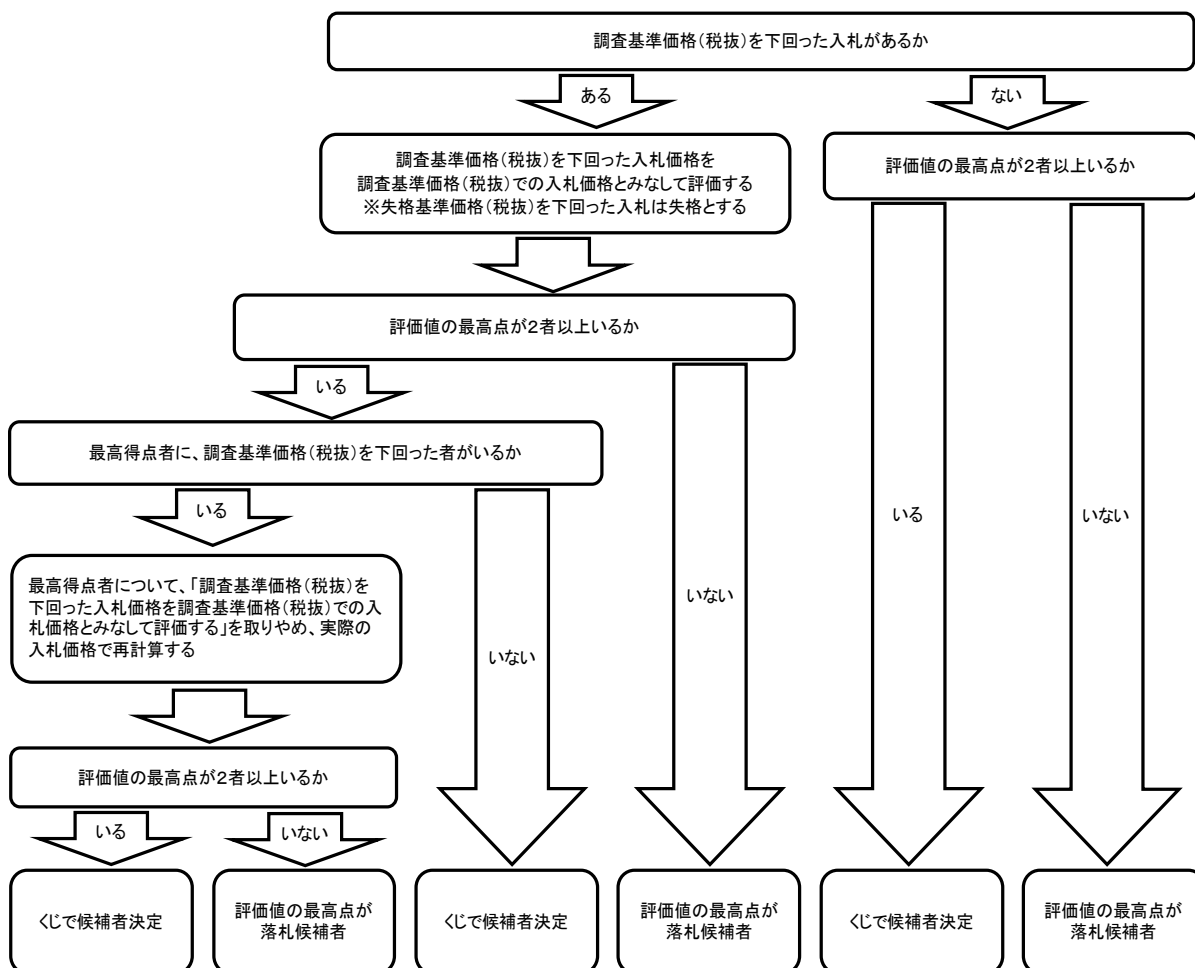 調査基準価格(税抜)を下回った入札があるか
ある
ない
調査基準価格(税抜)を下回った入札価格を
調査基準価格(税抜)での入札価格とみなして評価する
※失格基準価格(税抜)を下回った入札は失格とする
評価値の最高点が2者以上いるか
評価値の最高点が2者以上いるか
いる
最高得点者に、調査基準価格(税抜)を下回った者がいるか
いる
いる
いない
最高得点者について、「調査基準価格(税抜)を
下回った入札価格を調査基準価格(税抜)での入
札価格とみなして評価する」を取りやめ、実際の
入札価格で再計算する
いない
いない
評価値の最高点が2者以上いるか
いる
いない
くじで候補者決定
評価値の最高点が
落札候補者
くじで候補者決定
評価値の最高点が
落札候補者
くじで候補者決定
評価値の最高点が
落札候補者